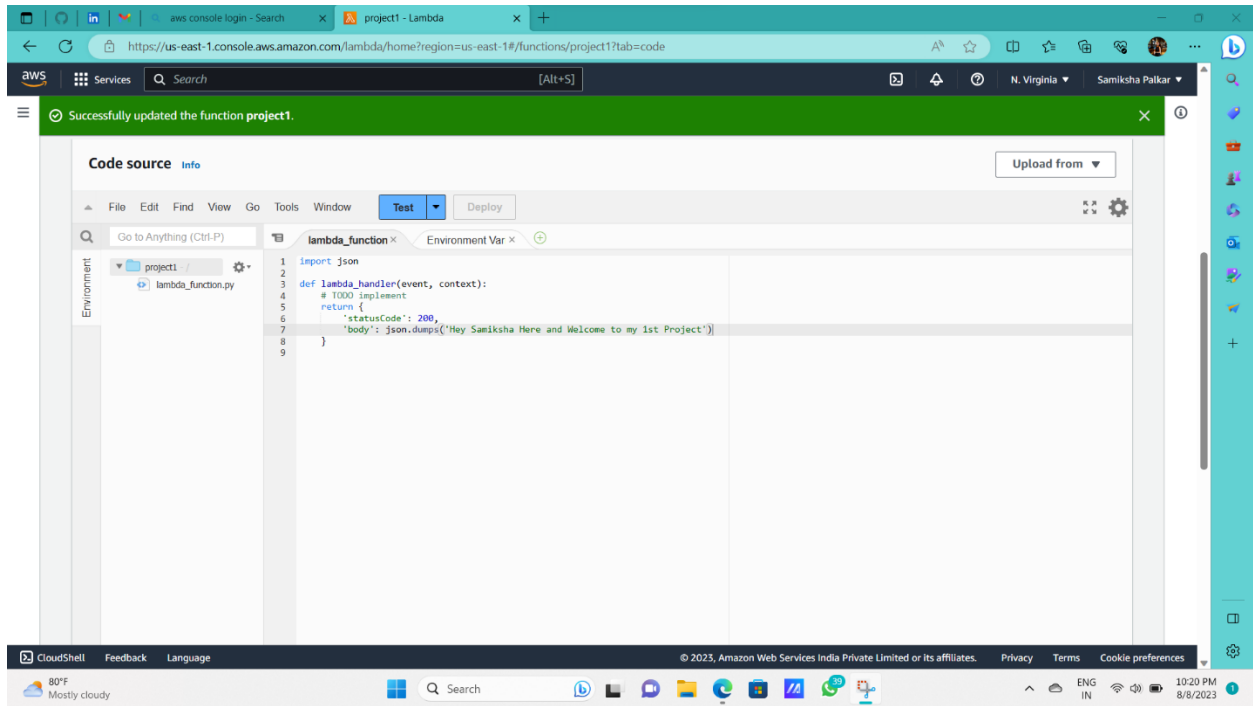 aws console login - Search
project1 - Lambda
https://us-east-1.console.aws.amazon.com/lambda/home?region=us-east-1#/functions/project1?tab=code
aws
Services
Search
[Alt+S]
N. Virginia
Samiksha Palkar
Successfully updated the function project1.
Code source Info
Upload from
File Edit Find View Go Tools Window
Test
Deploy
Go to Anything (Ctrl-P)
lambda_function
Environment Var
Environment
project1 - /
lambda_function.py
1 import json
2
3 def lambda_handler(event, context):
4 # TODO implement
5 return {
6 'statusCode': 200,
7 'body': json.dumps('Hey Samiksha Here and Welcome to my 1st Project')
8 }
9
CloudShell Feedback Language
© 2023, Amazon Web Services India Private Limited or its affiliates. Privacy Terms Cookie preferences
80°F
Mostly cloudy
Search
39
ENG
IN
10:20 PM
8/8/2023
1